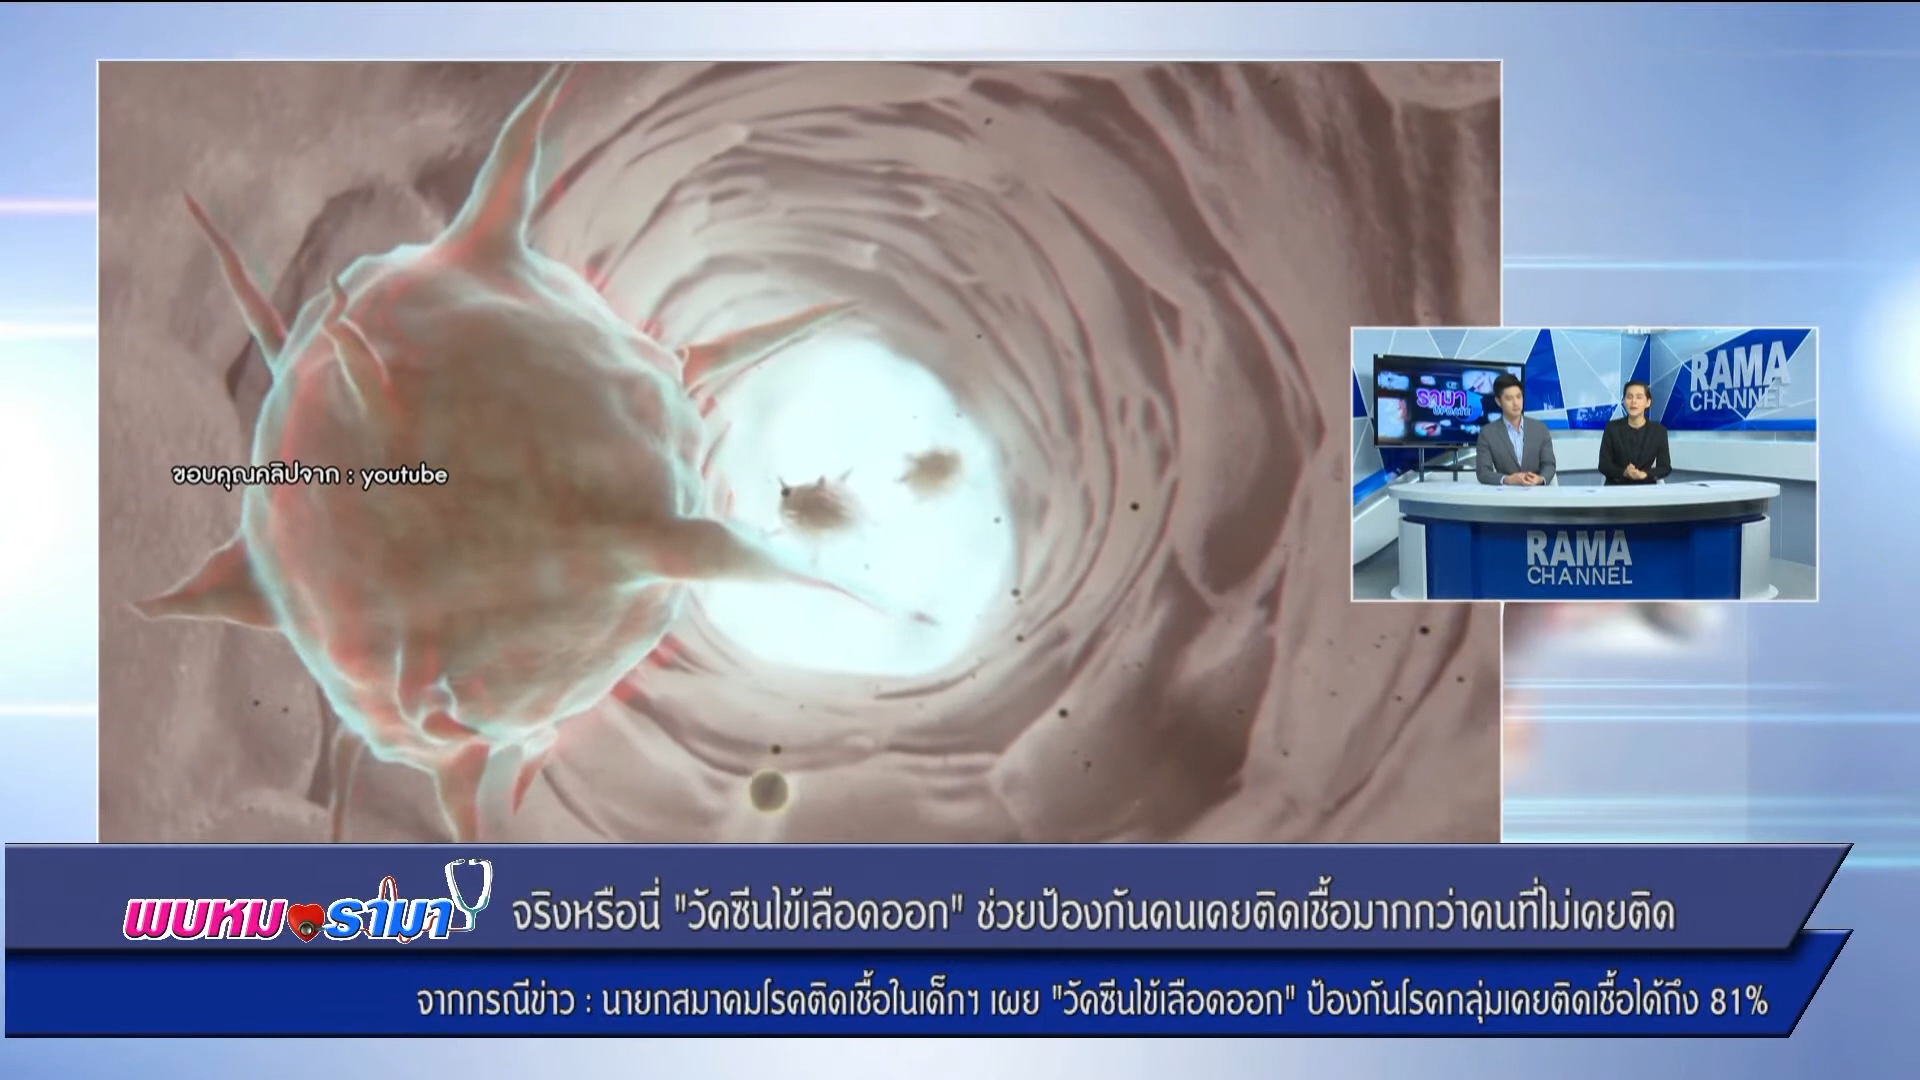 ขอบคุณคลิปจาก : youtube
รามา
UPDATE
RAMA
CHANNEL
RAMA
CHANNEL
พบหมอรามา
จริงหรือนี่ "วัคซีนไข้เลือดออก" ช่วยป้องกันคนเคยติดเชื้อมากกว่าคนที่ไม่เคยติด
จากกรณีข่าว : นายกสมาคมโรคติดเชื้อในเด็กฯ เผย "วัคซีนไข้เลือดออก" ป้องกันโรคกลุ่มเคยติดเชื้อได้ถึง 81%